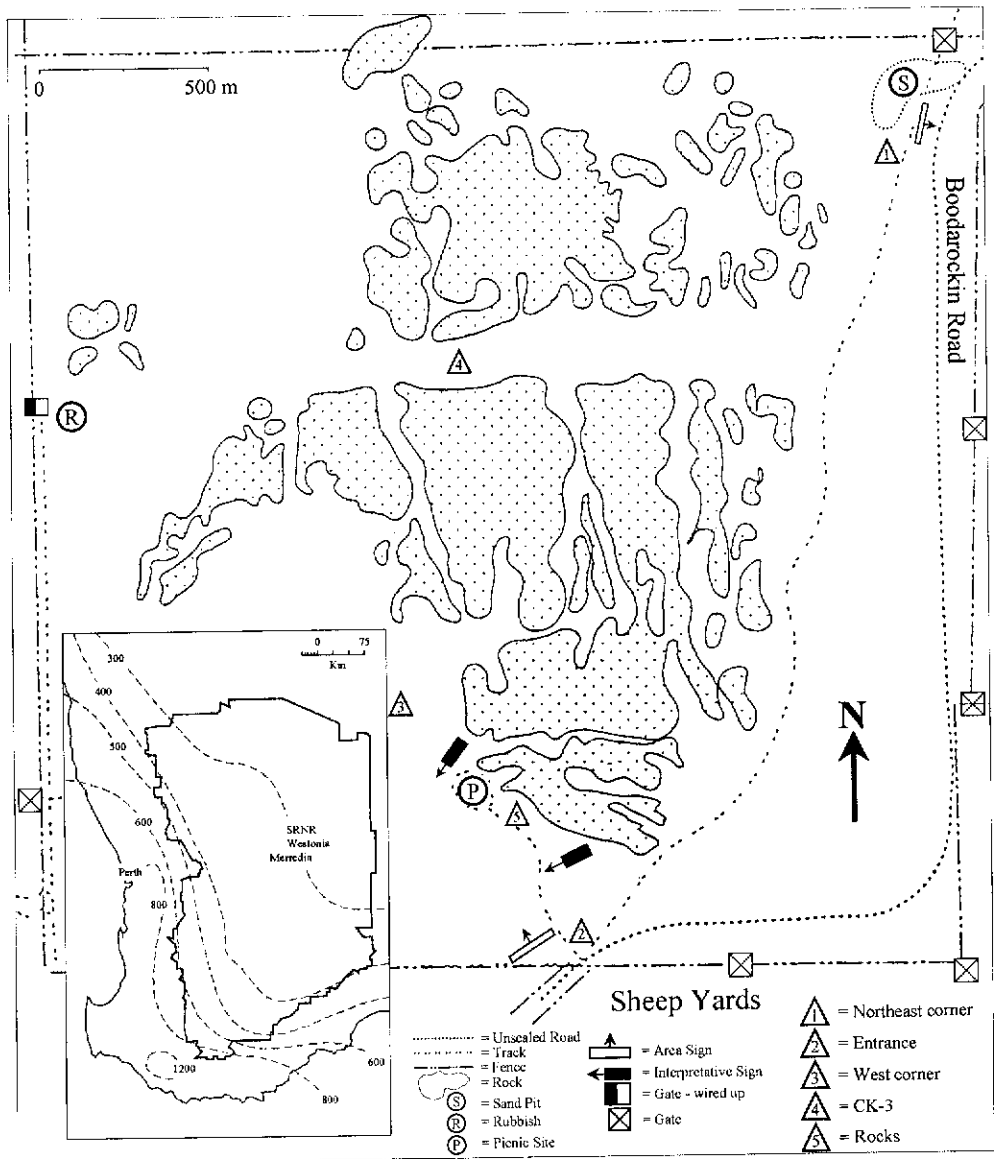 0 500 m
S
1
Boodarockin Road
4
R
0 75
Km
300
400
500
600
800
SRNR
Westonia
Merredin
Perth
1200
800
600
3
N
P
5
2
Sheep Yards
= Unsealed Road
= Track
= Fence
= Rock
S = Sand Pit
R = Rubbish
P = Picnic Site
= Area Sign
= Interpretative Sign
= Gate - wired up
= Gate
1 = Northeast corner
2 = Entrance
3 = West corner
4 = CK-3
5 = Rocks